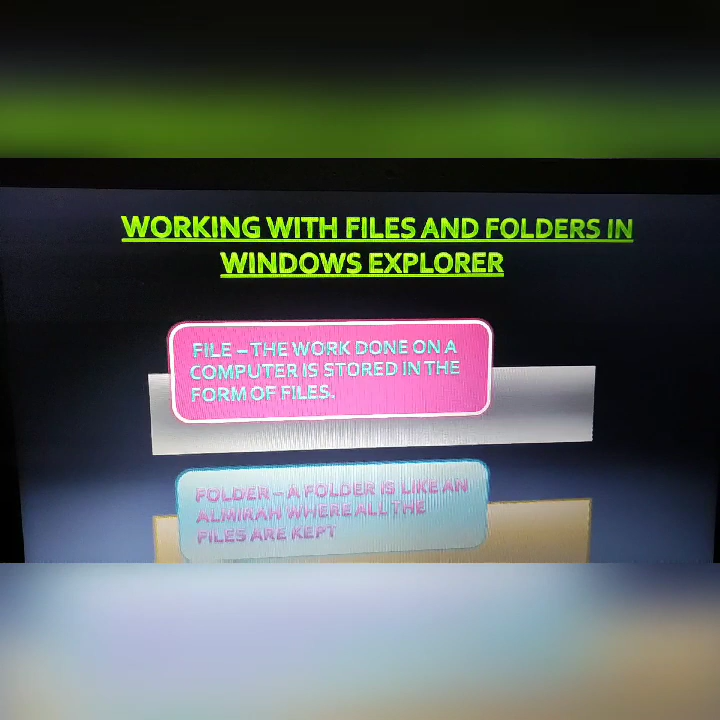 WORKING WITH FILES AND FOLDERS IN
WINDOWS EXPLORER
FILE – THE WORK DONE ON A
COMPUTER IS STORED IN THE
FORM OF FILES.
FOLDER – A FOLDER IS LIKE AN
ALMIRAH WHERE ALL THE
FILES ARE KEPT